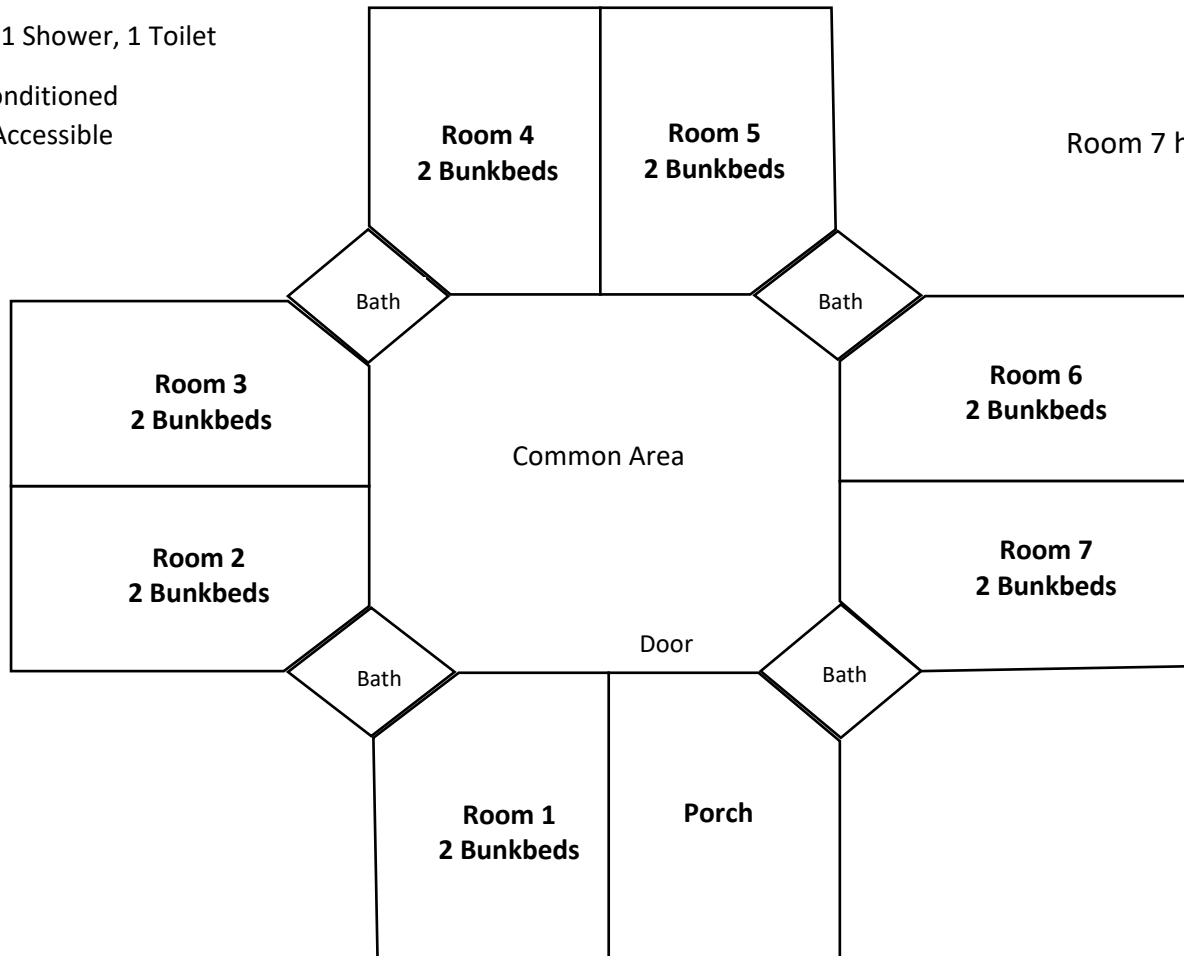 1 Shower, 1 Toilet
onditioned
Accessible
Room 7 h
Room 4
2 Bunkbeds
Room 5
2 Bunkbeds
Bath
Bath
Room 3
2 Bunkbeds
Room 6
2 Bunkbeds
Common Area
Room 2
2 Bunkbeds
Room 7
2 Bunkbeds
Door
Bath
Bath
Room 1
2 Bunkbeds
Porch